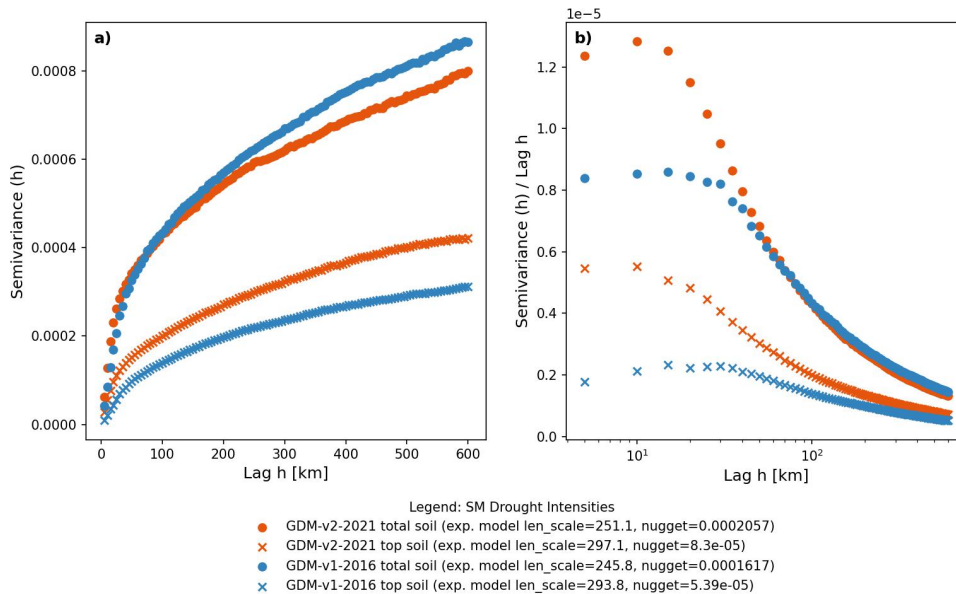 1e−5
a)
b)
0.0008
0.0006
0.0004
0.0002
0.0000
Semivariance (h)
0 100 200 300 400 500 600
Lag h [km]
1.2
1.0
0.8
0.6
0.4
0.2
0.0
Semivariance (h) / Lag h
10¹ 10²
Lag h [km]
Legend: SM Drought Intensities
GDM-v2-2021 total soil (exp. model len_scale=251.1, nugget=0.0002057)
GDM-v2-2021 top soil (exp. model len_scale=297.1, nugget=8.3e-05)
GDM-v1-2016 total soil (exp. model len_scale=245.8, nugget=0.0001617)
GDM-v1-2016 top soil (exp. model len_scale=293.8, nugget=5.39e-05)